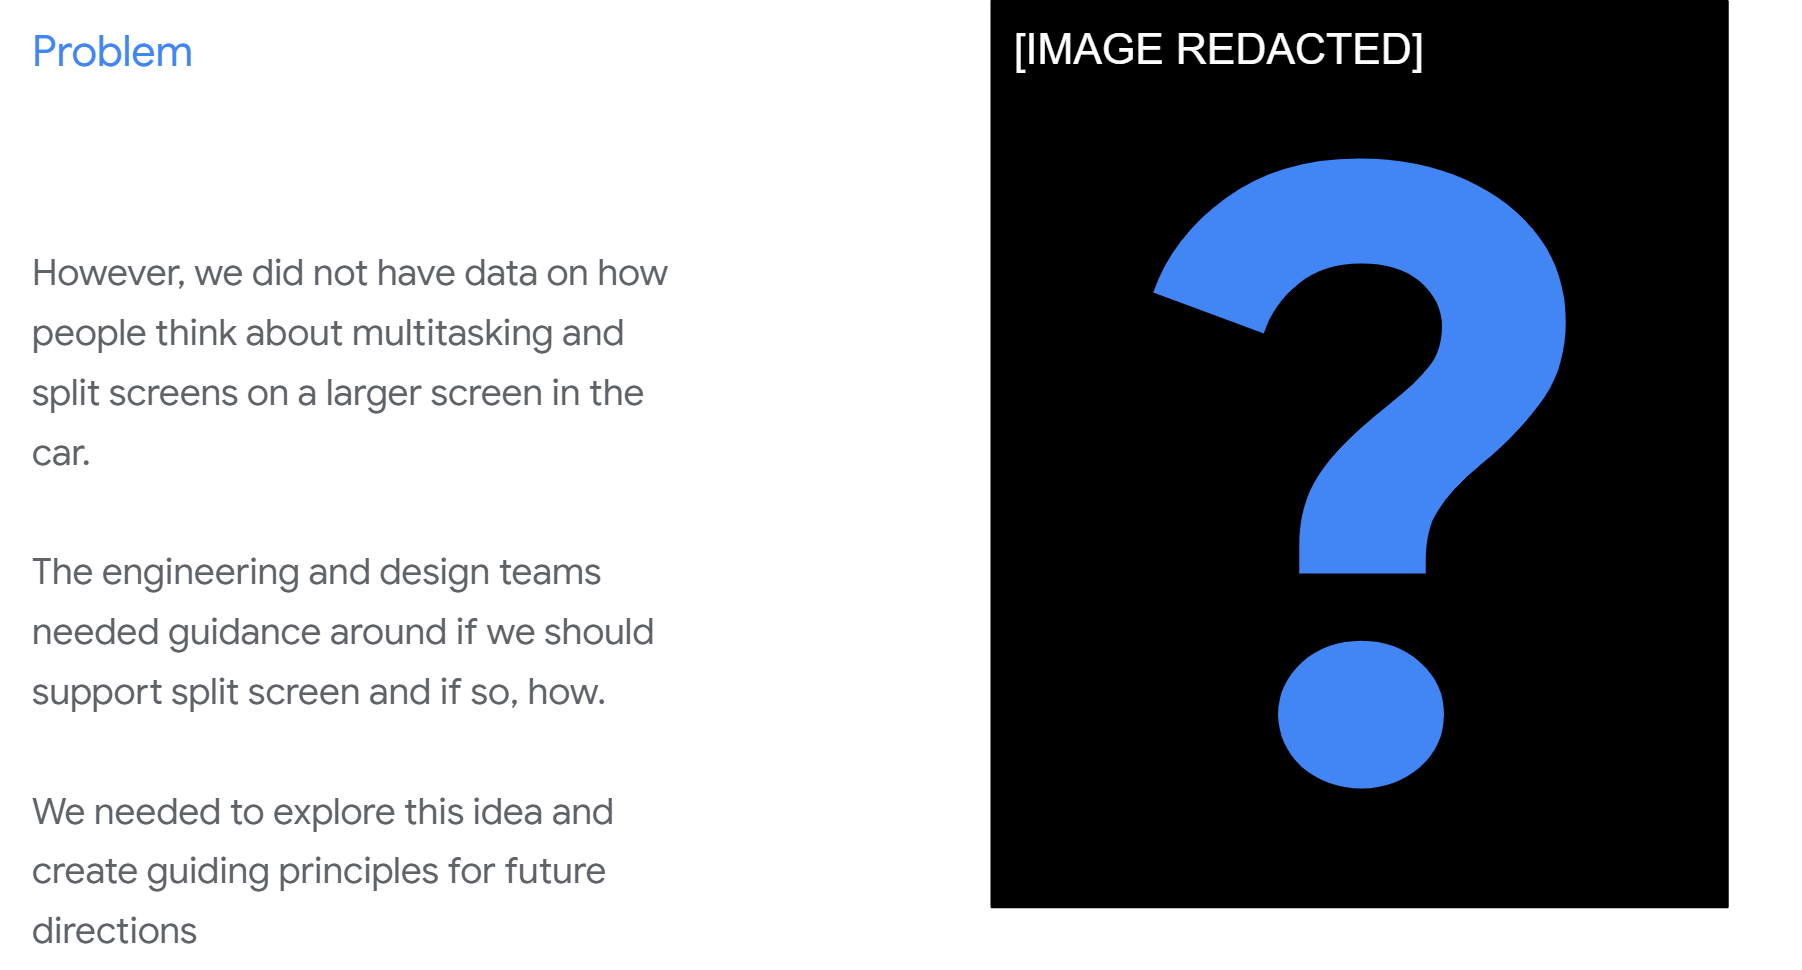 Problem
However, we did not have data on how
people think about multitasking and
split screens on a larger screen in the
car.
The engineering and design teams
needed guidance around if we should
support split screen and if so, how.
We needed to explore this idea and
create guiding principles for future
directions
[IMAGE REDACTED]
?